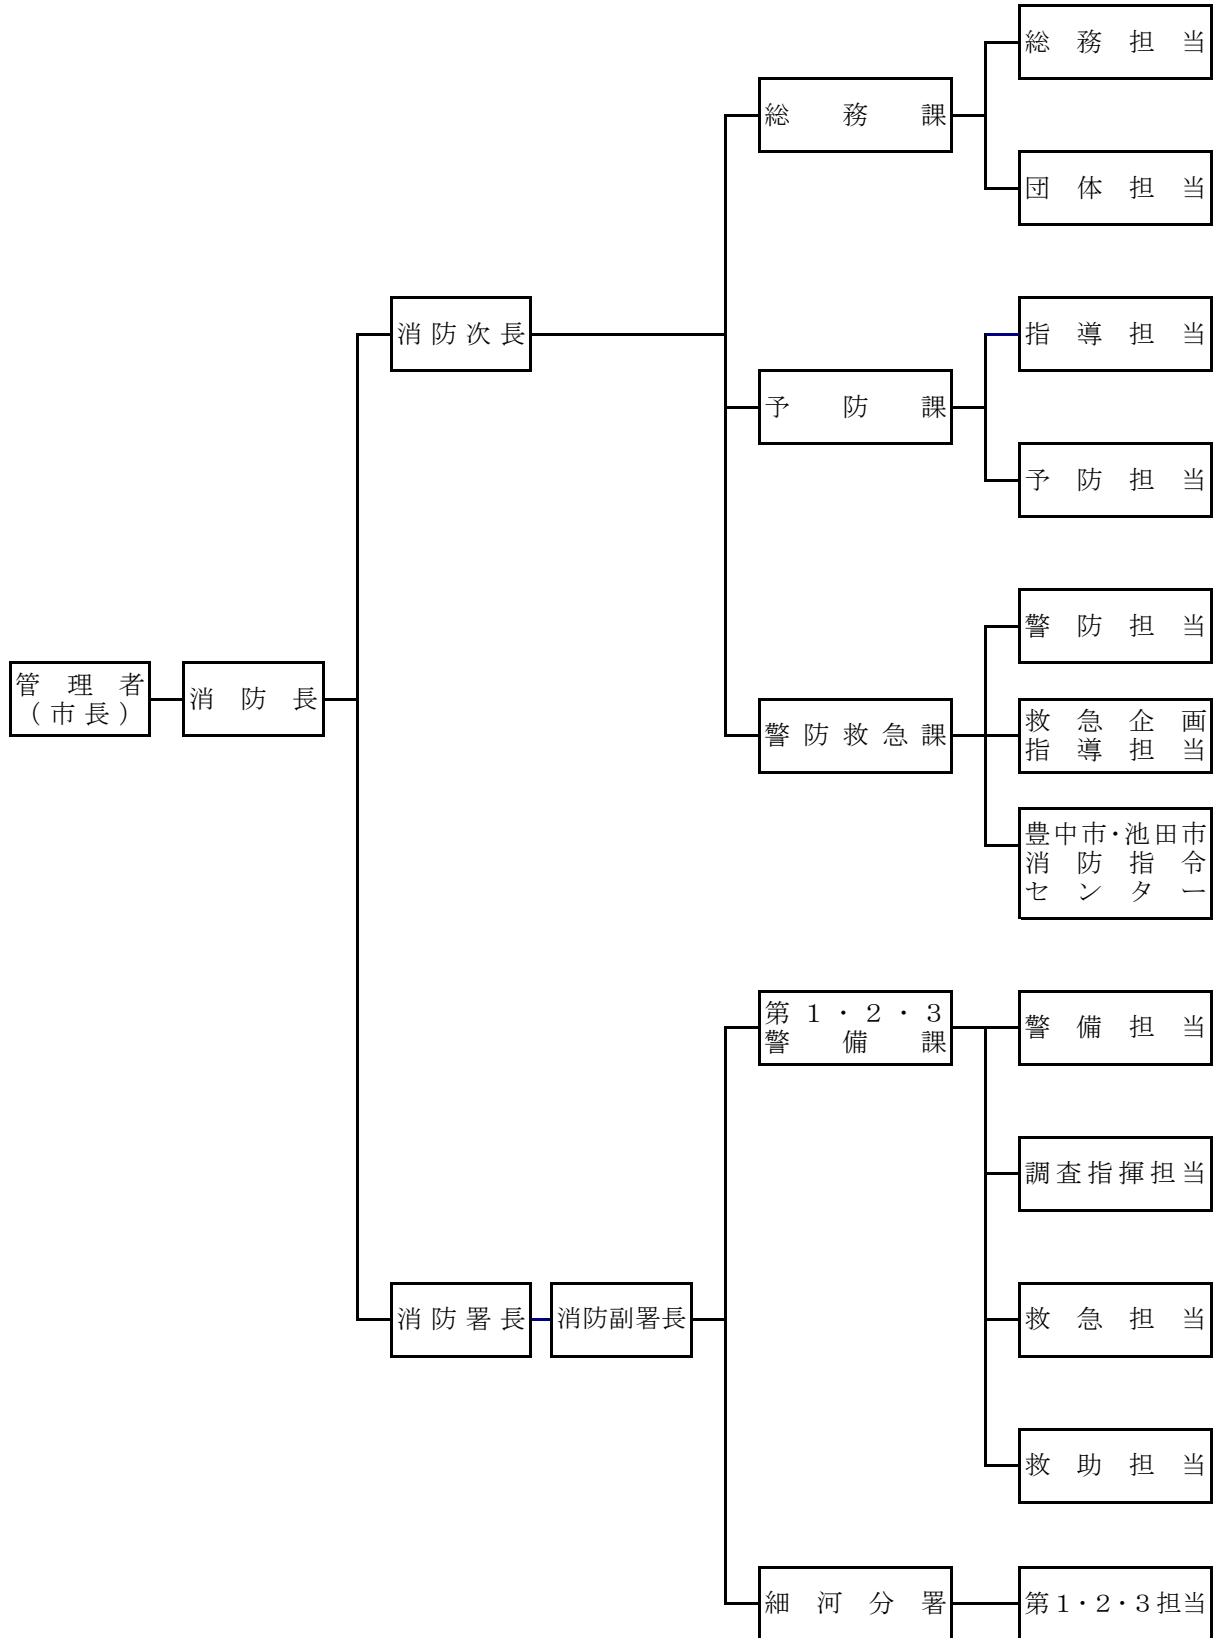 総務担当
総務課
団体担当
消防次長
指導担当
予防課
予防担当
警防担当
管理者
(市長)
消防長
警防救急課
救急企画
指導担当
豊中市・池田市
消防指令
センター
第1・2・3
警備課
警備担当
調査指揮担当
消防署長
消防副署長
救急担当
救助担当
細河分署
第1・2・3担当